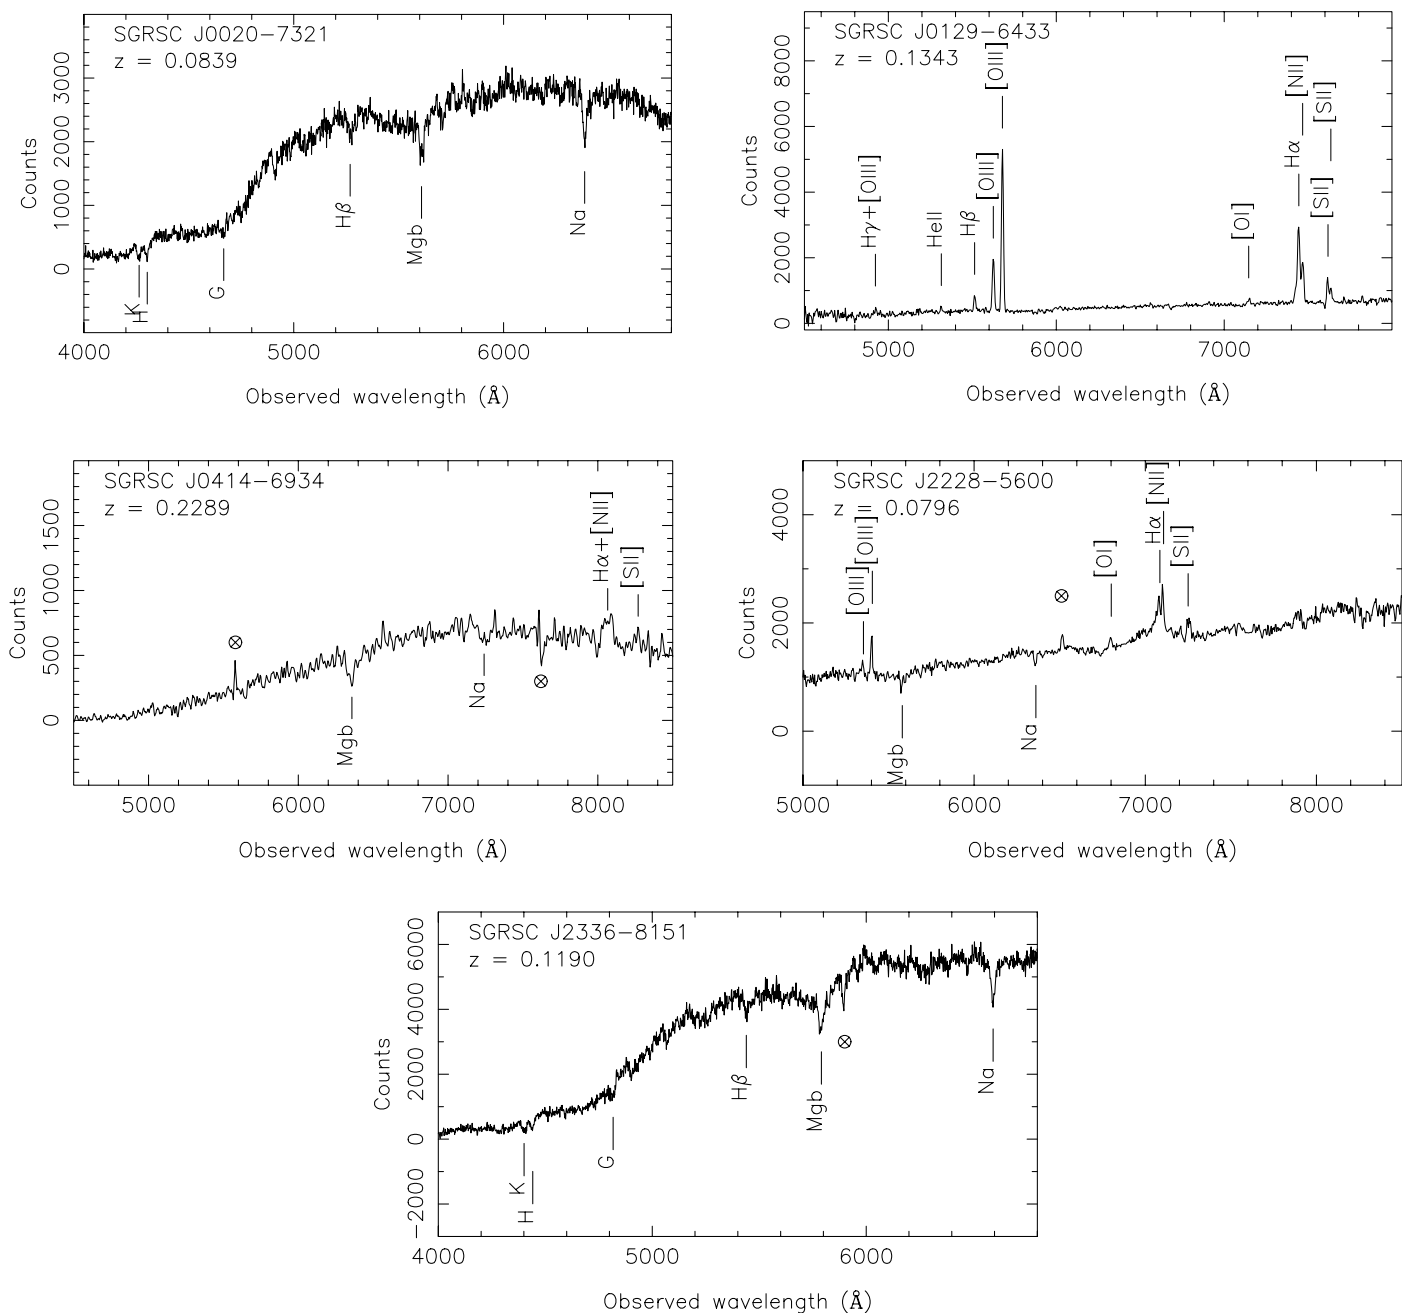 SGRSC J0020−7321
z = 0.0839
Counts
3000
2000
1000
0
K
H
G
Hβ
Mgb
Na
4000
5000
6000
Observed wavelength (Å)
SGRSC J0129−6433
z = 0.1343
Counts
8000
6000
4000
2000
0
Hγ+[OIII]
HeII
Hβ
[OIII]
[OIII]
[OI]
Hα
[NII]
[SII]
[SII]
5000
6000
7000
Observed wavelength (Å)
SGRSC J0414−6934
z = 0.2289
Counts
1500
1000
500
0
Mgb
Na
Hα+[NII]
[SII]
5000
6000
7000
8000
Observed wavelength (Å)
SGRSC J2228−5600
z = 0.0796
Counts
4000
2000
0
[OIII]
[OIII]
Mgb
Na
[OI]
Hα
[NII]
[SII]
5000
6000
7000
8000
Observed wavelength (Å)
SGRSC J2336−8151
z = 0.1190
Counts
6000
4000
2000
0
−2000
K
H
G
Hβ
Mgb
Na
4000
5000
6000
Observed wavelength (Å)